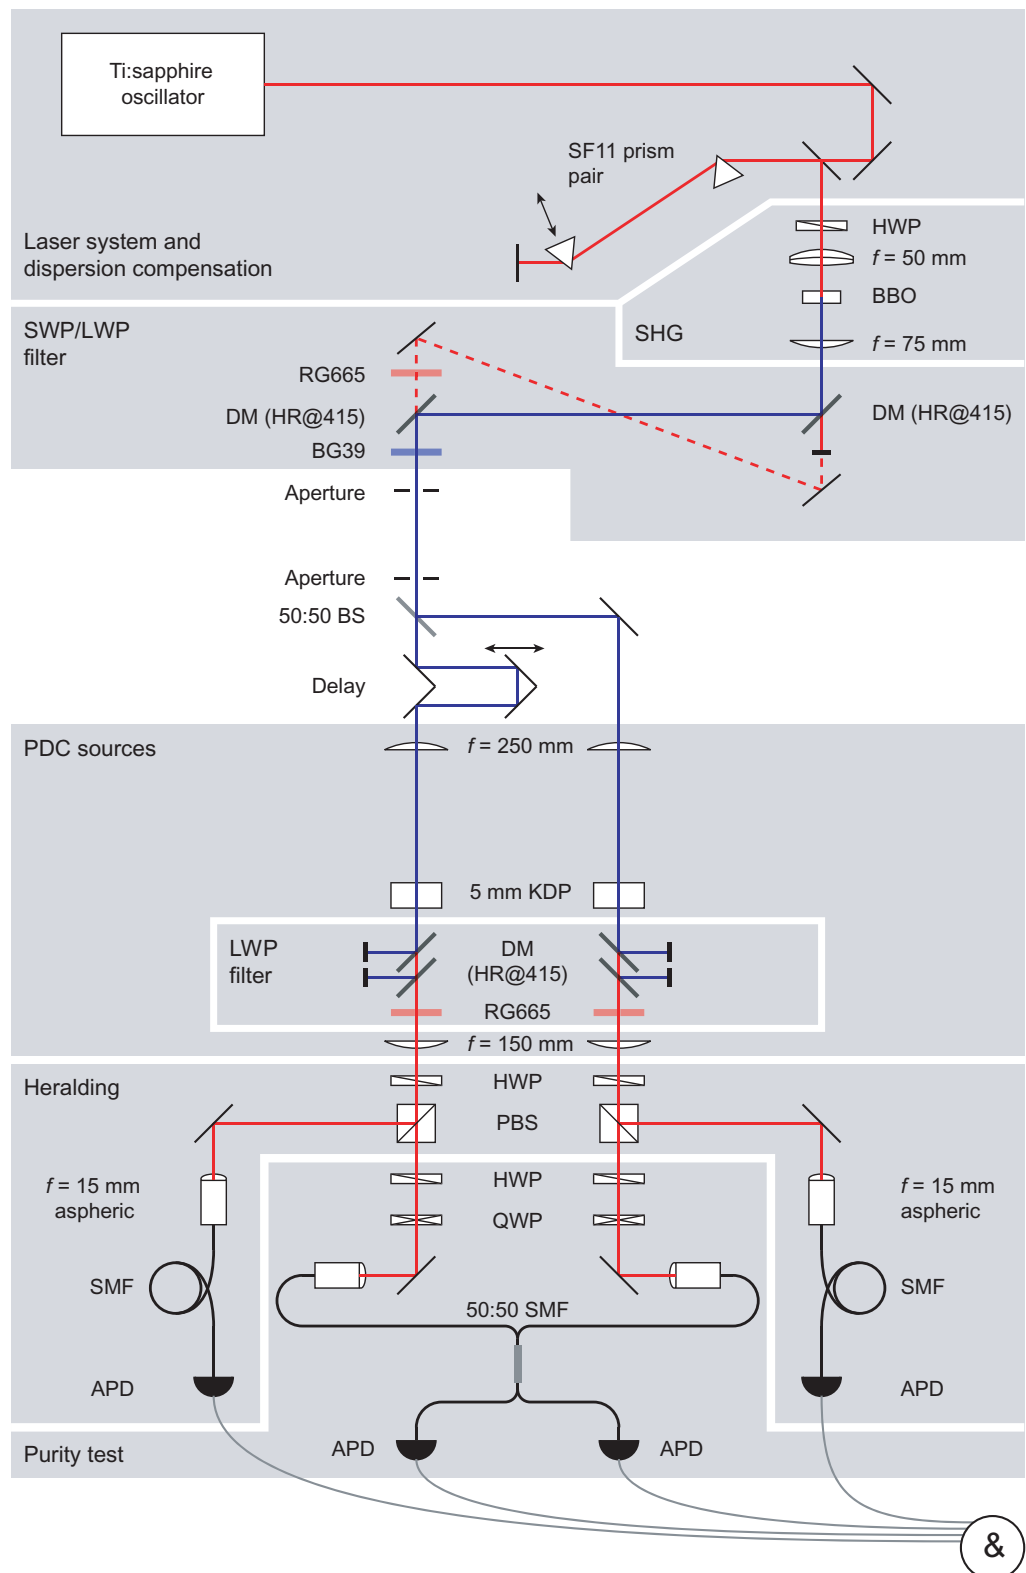 Ti:sapphire
oscillator
SF11 prism
pair
Laser system and
dispersion compensation
HWP
f = 50 mm
BBO
SHG
f = 75 mm
SWP/LWP
filter
RG665
DM (HR@415)
DM (HR@415)
BG39
Aperture
Aperture
50:50 BS
Delay
PDC sources
f = 250 mm
5 mm KDP
LWP
filter
DM
(HR@415)
RG665
f = 150 mm
Heralding
HWP
PBS
f = 15 mm
aspheric
HWP
QWP
f = 15 mm
aspheric
SMF
50:50 SMF
SMF
APD
APD
Purity test
APD
APD
&